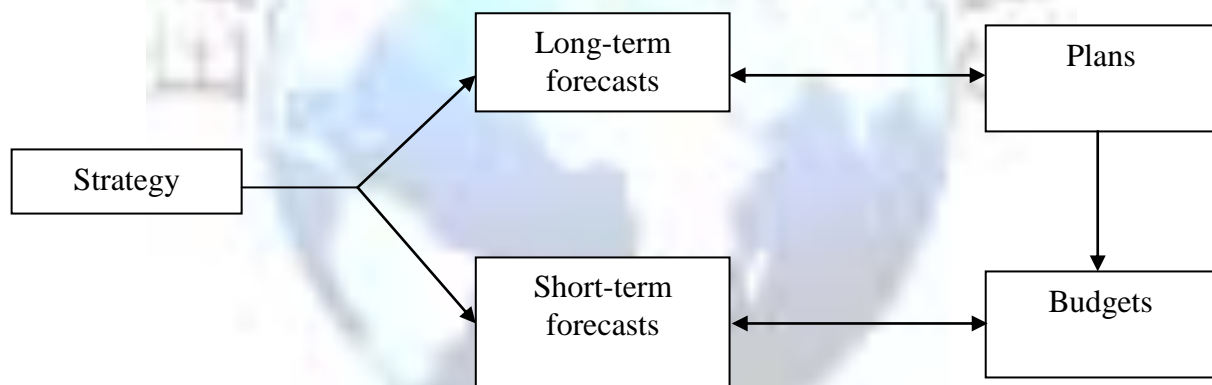 Long-term
forecasts
Plans
Strategy
Short-term
forecasts
Budgets